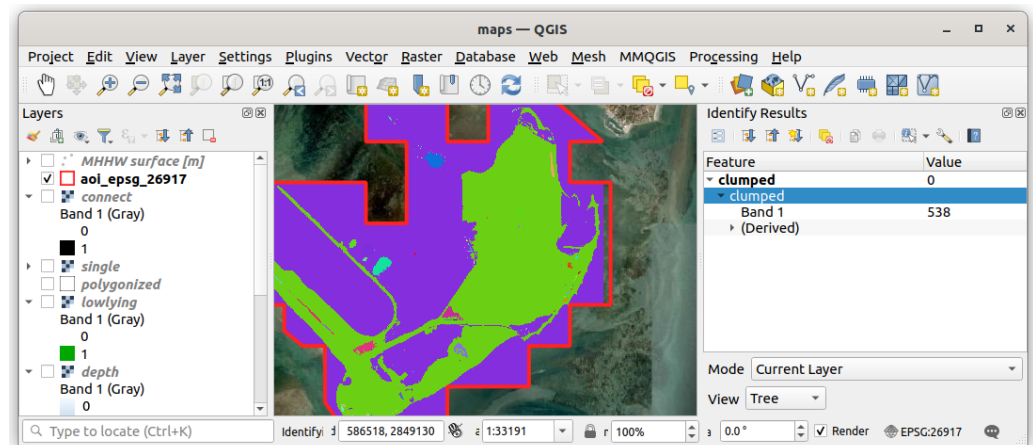 maps — QGIS
Project Edit View Layer Settings Plugins Vector Raster Database Web Mesh MMQGIS Processing Help
Layers
MHHW surface [m]
aoi_epsg_26917
connect
Band 1 (Gray)
0
1
single
polygonized
lowlying
Band 1 (Gray)
0
1
depth
Band 1 (Gray)
0
Identify Results
Feature Value
clumped 0
clumped
Band 1 538
(Derived)
Mode Current Layer
View Tree
Type to locate (Ctrl+K) Identifyi 586518, 2849130 1:33191 r 100% 0.0° Render EPSG:26917